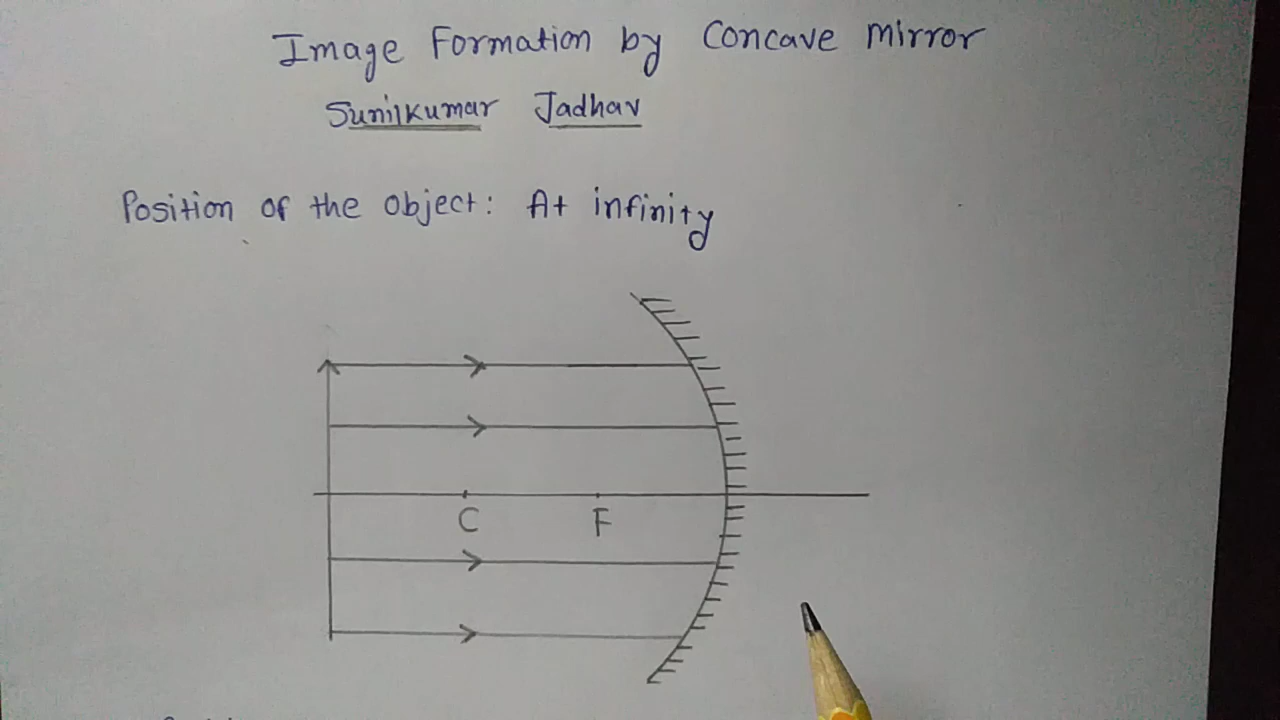 Image Formation by Concave mirror
Sunilkumar Jadhav
Position of the object: At infinity
C F